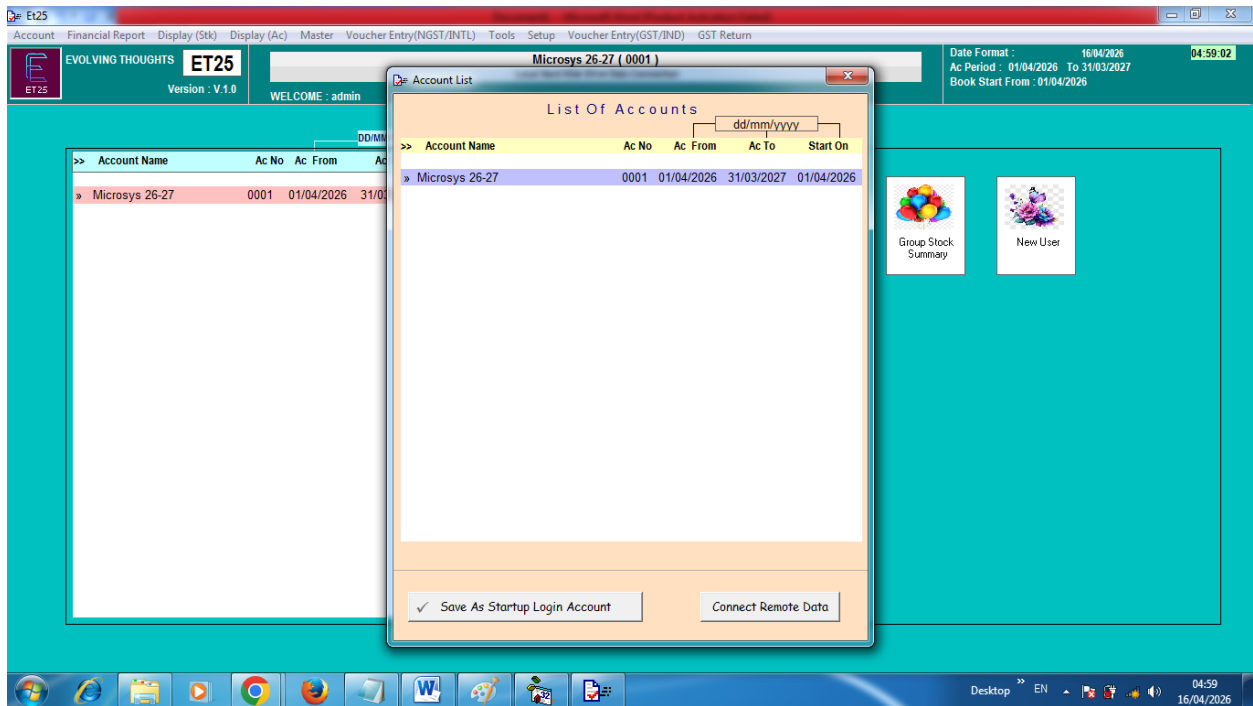 Et25
Account Financial Report Display (Stk) Display (Ac) Master Voucher Entry(NGST/INTL) Tools Setup Voucher Entry(GST/IND) GST Return
ET25
EVOLVING THOUGHTS ET25
Version : V.1.0
WELCOME : admin
Microsys 26-27 ( 0001 )
Date Format : 16/04/2026
Ac Period : 01/04/2026 To 31/03/2027
Book Start From : 01/04/2026
04:59:02
DD/MM
>> Account Name Ac No Ac From
» Microsys 26-27 0001 01/04/2026
Account List
List Of Accounts
dd/mm/yyyy
>> Account Name Ac No Ac From Ac To Start On
» Microsys 26-27 0001 01/04/2026 31/03/2027 01/04/2026
Save As Startup Login Account
Connect Remote Data
Group Stock
Summary
New User
Desktop » EN
04:59
16/04/2026